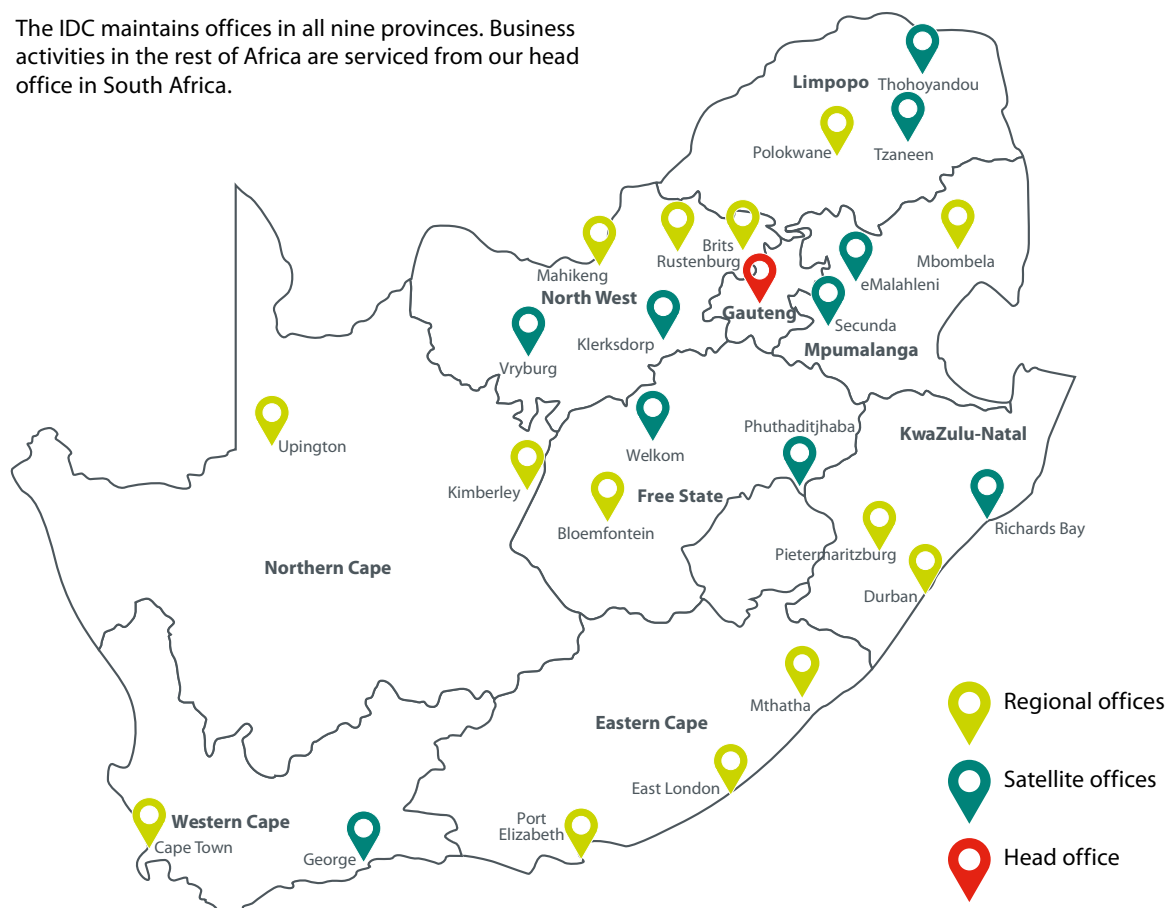 The IDC maintains offices in all nine provinces. Business
activities in the rest of Africa are serviced from our head
office in South Africa.
Limpopo
Thohoyandou
Polokwane
Tzaneen
Mahikeng
Rustenburg
Brits
Mbombela
eMalahleni
North West
Gauteng
Secunda
Klerksdorp
Mpumalanga
Vryburg
Upington
Welkom
Phuthaditjhaba
KwaZulu-Natal
Kimberley
Free State
Bloemfontein
Richards Bay
Pietermaritzburg
Northern Cape
Durban
Mthatha
Eastern Cape
East London
Port
Elizabeth
Western Cape
Cape Town
George
Regional offices
Satellite offices
Head office